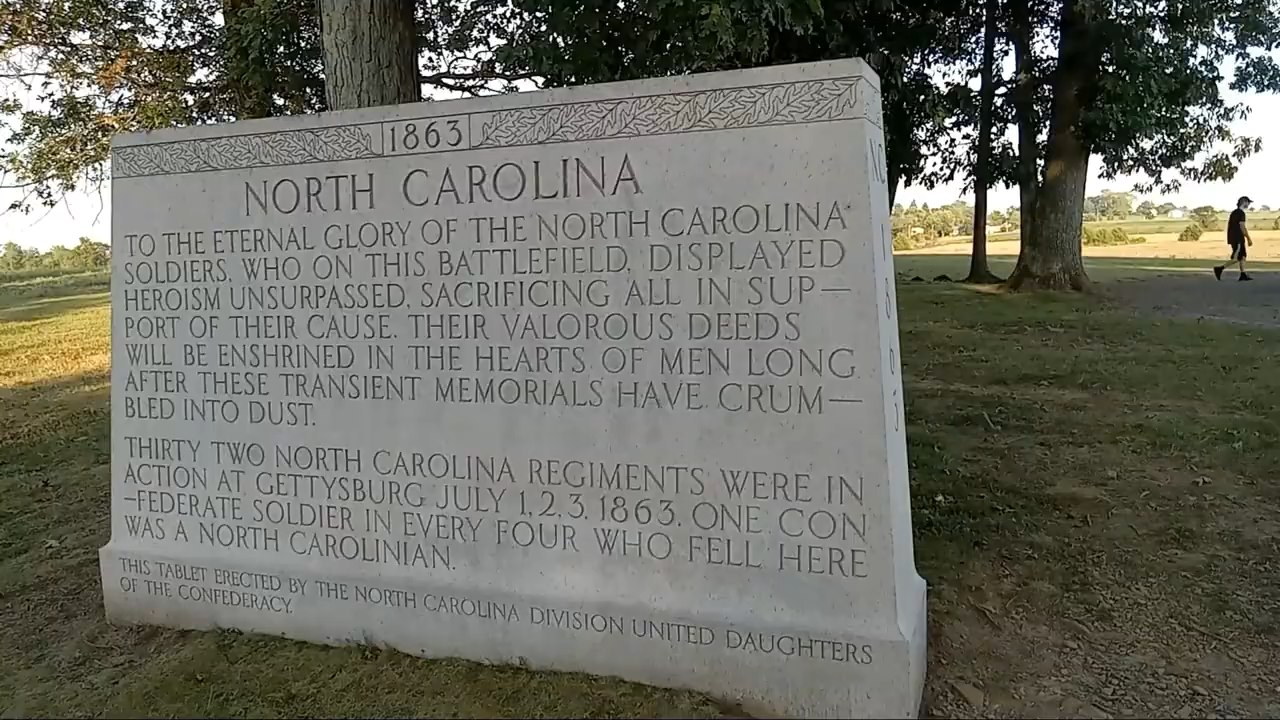 1863
NORTH CAROLINA
TO THE ETERNAL GLORY OF THE NORTH CAROLINA
SOLDIERS. WHO ON THIS BATTLEFIELD, DISPLAYED
HEROISM UNSURPASSED, SACRIFICING ALL IN SUP—
PORT OF THEIR CAUSE. THEIR VALOROUS DEEDS
WILL BE ENSHRINED IN THE HEARTS OF MEN LONG
AFTER THESE TRANSIENT MEMORIALS HAVE CRUM—
BLED INTO DUST.
THIRTY TWO NORTH CAROLINA REGIMENTS WERE IN
ACTION AT GETTYSBURG JULY 1,2,3, 1863. ONE CON
—FEDERATE SOLDIER IN EVERY FOUR WHO FELL HERE
WAS A NORTH CAROLINIAN.
THIS TABLET ERECTED BY THE NORTH CAROLINA DIVISION UNITED DAUGHTERS
OF THE CONFEDERACY.